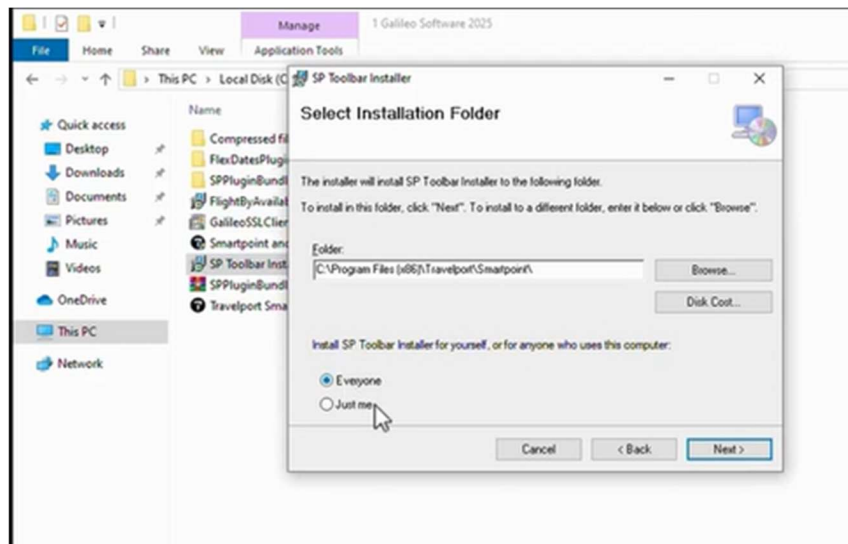 Manage
1 Galileo Software 2025
File
Home
Share
View
Application Tools
This PC
Local Disk (C
Quick access
Desktop
Downloads
Documents
Pictures
Music
Videos
OneDrive
This PC
Network
Name
Compressed fil
FlexDatesPlugi
SPPluginBundl
FlightByAvailab
GalileoSSLClier
Smartpoint and
SP Toolbar Inst
SPPluginBundl
Travelport Sma
SP Toolbar Installer
Select Installation Folder
The installer will install SP Toolbar Installer to the following folder.
To install in this folder, click "Next". To install to a different folder, enter it below or click "Browse".
Folder:
C:\Program Files (x86)\Travelport\Smartpoint\
Browse...
Disk Cost...
Install SP Toolbar Installer for yourself, or for anyone who uses this computer:
Everyone
Just me
Cancel
< Back
Next >